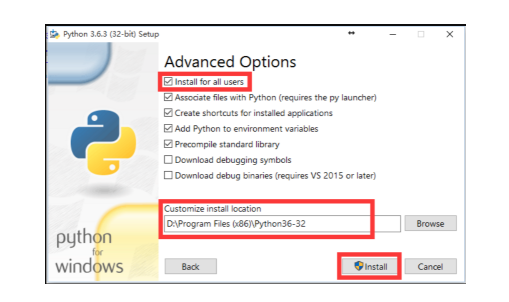 Python 3.6.3 (32-bit) Setup
Advanced Options
Install for all users
Associate files with Python (requires the py launcher)
Create shortcuts for installed applications
Add Python to environment variables
Precompile standard library
Download debugging symbols
Download debug binaries (requires VS 2015 or later)
Customize install location
D:\Program Files (x86)\Python36-32
Browse
python
for
windows
Back
Install
Cancel